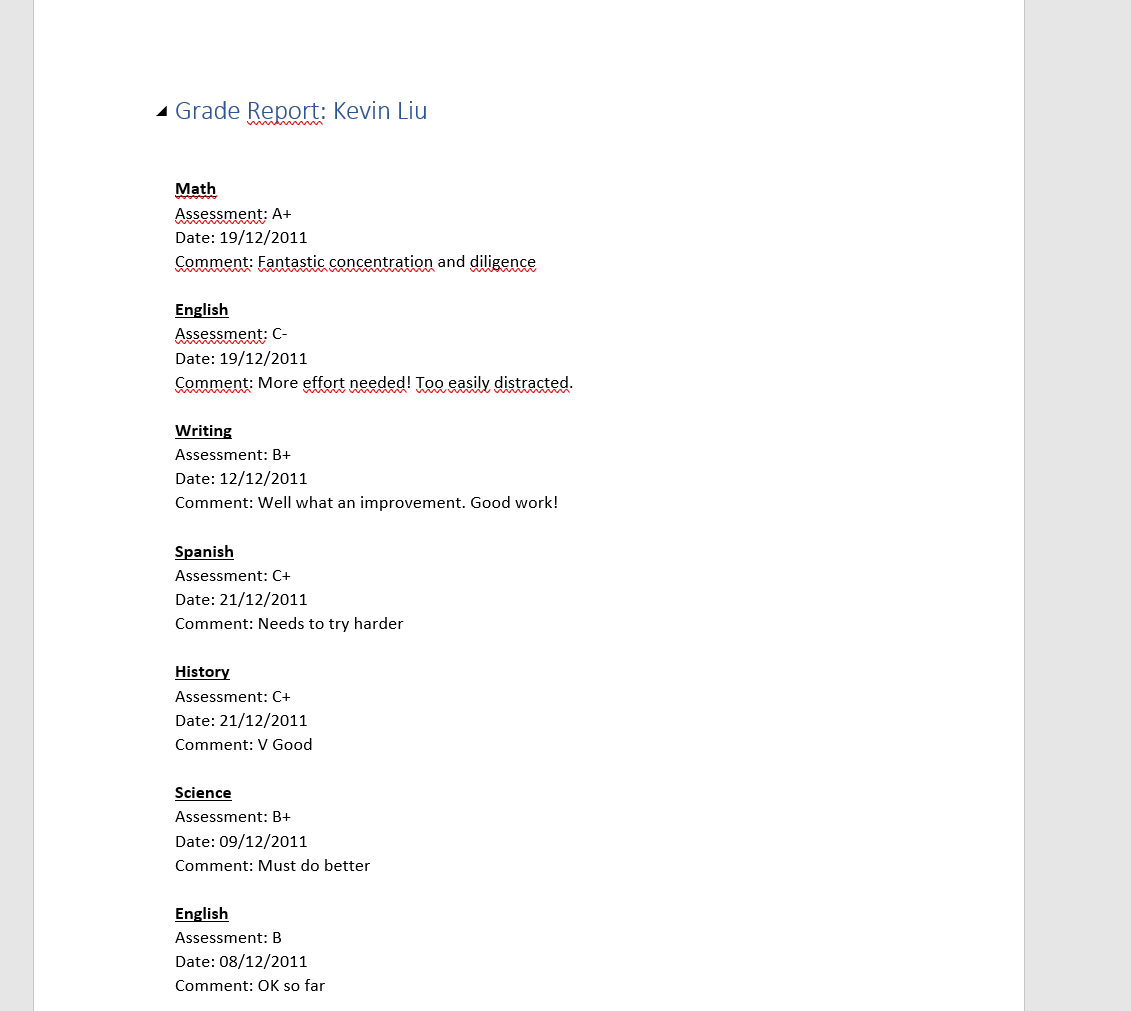 Grade Report: Kevin Liu
Math
Assessment: A+
Date: 19/12/2011
Comment: Fantastic concentration and diligence
English
Assessment: C-
Date: 19/12/2011
Comment: More effort needed! Too easily distracted.
Writing
Assessment: B+
Date: 12/12/2011
Comment: Well what an improvement. Good work!
Spanish
Assessment: C+
Date: 21/12/2011
Comment: Needs to try harder
History
Assessment: C+
Date: 21/12/2011
Comment: V Good
Science
Assessment: B+
Date: 09/12/2011
Comment: Must do better
English
Assessment: B
Date: 08/12/2011
Comment: OK so far